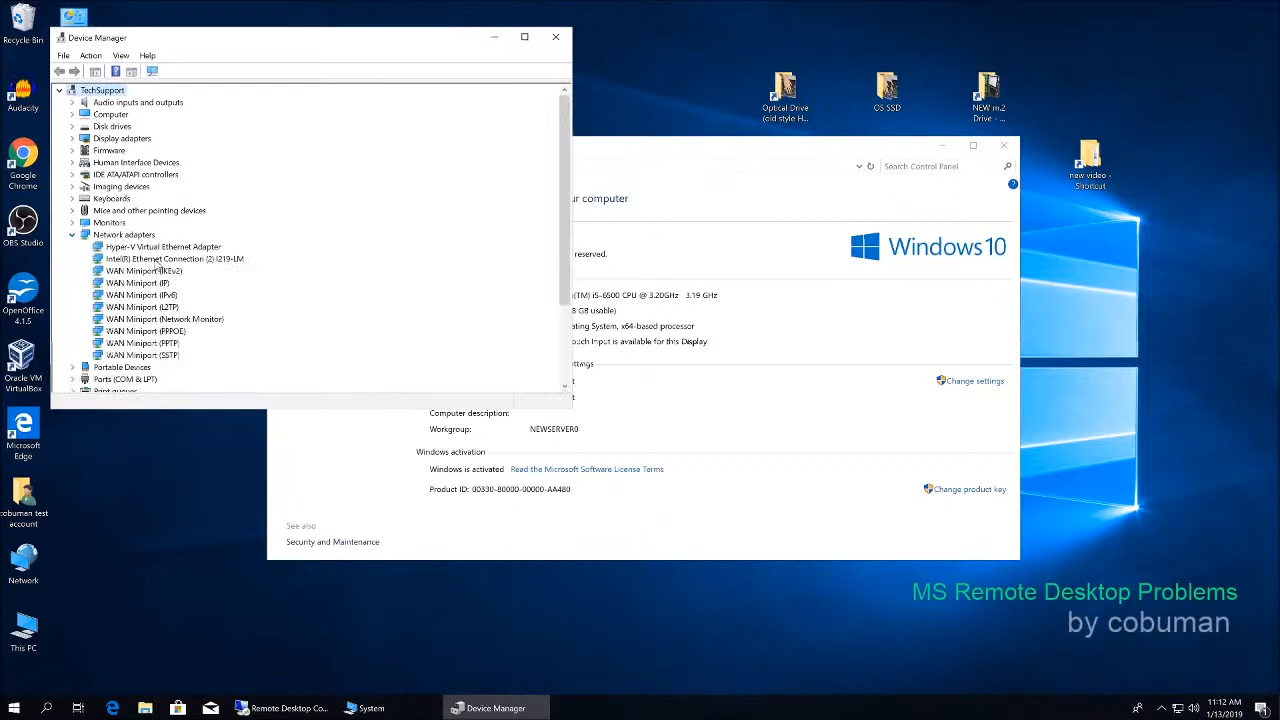 Device Manager
File Action View Help
TechSupport
Audio inputs and outputs
Computer
Disk drives
Display adapters
Firmware
Human Interface Devices
IDE ATA/ATAPI controllers
Imaging devices
Keyboards
Mice and other pointing devices
Monitors
Network adapters
Hyper-V Virtual Ethernet Adapter
Intel(R) Ethernet Connection (2) I219-LM
WAN Miniport (IKEv2)
WAN Miniport (IP)
WAN Miniport (IPv6)
WAN Miniport (L2TP)
WAN Miniport (Network Monitor)
WAN Miniport (PPPOE)
WAN Miniport (PPTP)
WAN Miniport (SSTP)
Portable Devices
Ports (COM & LPT)
Print queues
Search Control Panel
ur computer
Windows 10
reserved.
(TM) i5-6500 CPU @ 3.20GHz 3.19 GHz
8 GB usable)
ating System, x64-based processor
ouch Input is available for this Display
ettings
Change settings
Computer description:
Workgroup: NEWSERVER0
Windows activation
Windows is activated Read the Microsoft Software License Terms
Product ID: 00330-80000-00000-AA480
Change product key
See also
Security and Maintenance
Recycle Bin
Audacity
Google
Chrome
OBS Studio
OpenOffice
4.1.5
Oracle VM
VirtualBox
Microsoft
Edge
cobuman test
account
Network
This PC
Optical Drive
(old style H...
OS SSD
NEW m.2
Drive - ...
new video -
Shortcut
MS Remote Desktop Problems
by cobuman
Remote Desktop Co...
System
Device Manager
11:12 AM
1/13/2019
1